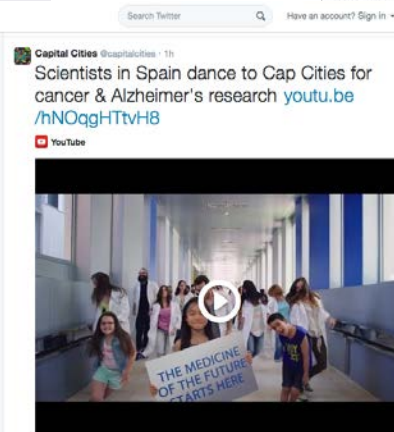 Search Twitter
Have an account? Sign in
Capital Cities @capitalcities · 1h
Scientists in Spain dance to Cap Cities for
cancer & Alzheimer's research youtu.be
/hNOqgHTtvH8
YouTube
THE MEDICINE
OF THE FUTURE
STARTS HERE